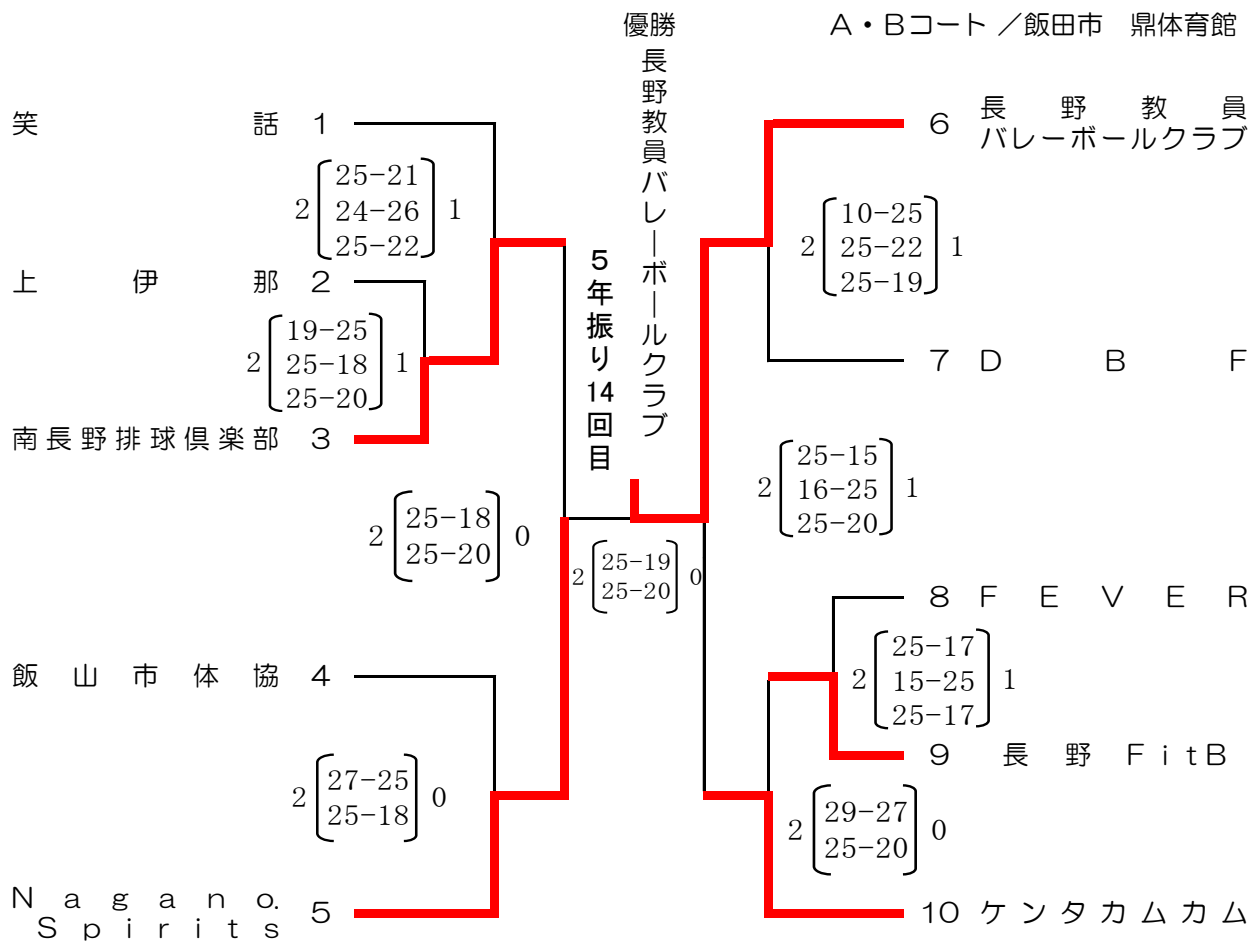 優勝
A・Bコート ／飯田市　鼎体育館
長野教員バレーボールクラブ
5年振り14回目
笑話 1
2 25-21 1
24-26
25-22
上伊那 2
2 19-25 1
25-18
25-20
南長野排球倶楽部 3
2 25-18 0
25-20
飯山市体協 4
2 27-25 0
25-18
Nagano.
Spirits 5
2 25-19 0
25-20
6 長野教員
バレーボールクラブ
2 10-25 1
25-22
25-19
7 DBF
2 25-15 1
16-25
25-20
8 FEVER
2 25-17 1
15-25
25-17
9 長野 FitB
2 29-27 0
25-20
10 ケンタカムカム